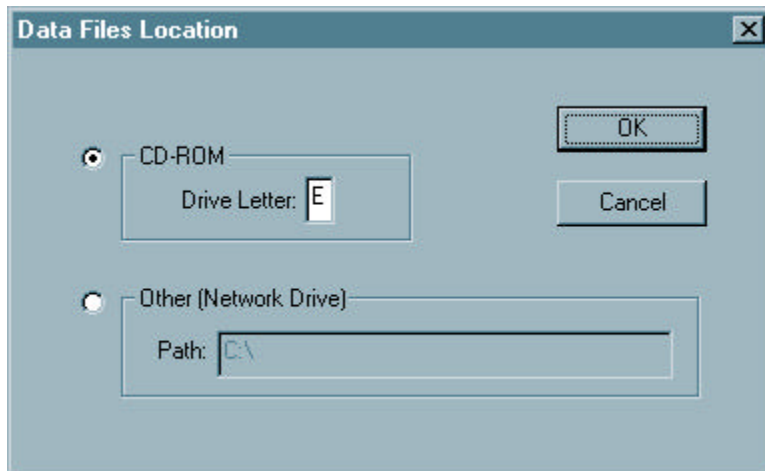 Data Files Location
OK
CD-ROM
Drive Letter: E
Cancel
Other (Network Drive)
Path: C:\